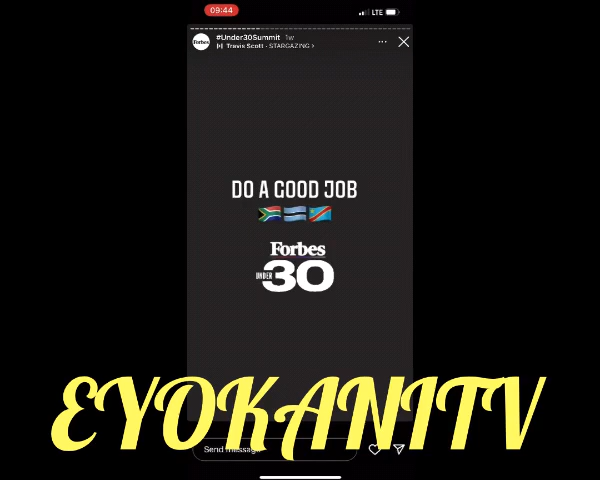 09:44
LTE
Forbes
#Under30Summit 1w
Travis Scott · STARGAZING ›
DO A GOOD JOB
Forbes
UNDER 30
EYOKANITV
Send message